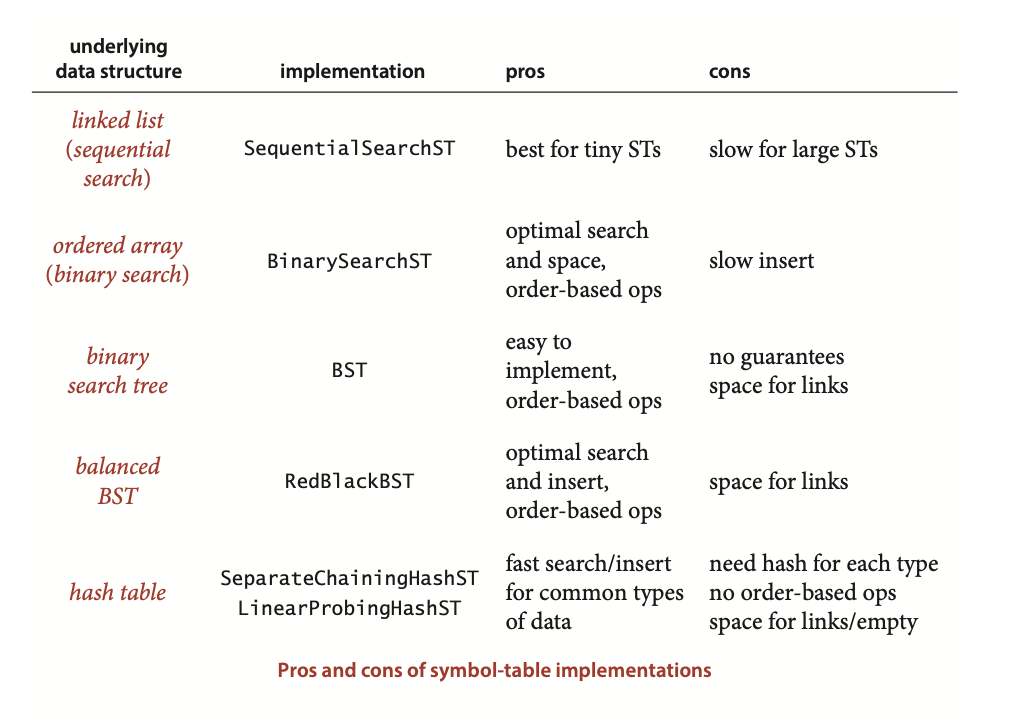 underlying
data structure
implementation
pros
cons
linked list
(sequential
search)
SequentialSearchST
best for tiny STs
slow for large STs
ordered array
(binary search)
BinarySearchST
optimal search
and space,
order-based ops
slow insert
binary
search tree
BST
easy to
implement,
order-based ops
no guarantees
space for links
balanced
BST
RedBlackBST
optimal search
and insert,
order-based ops
space for links
hash table
SeparateChainingHashST
LinearProbingHashST
fast search/insert
for common types
of data
need hash for each type
no order-based ops
space for links/empty
Pros and cons of symbol-table implementations